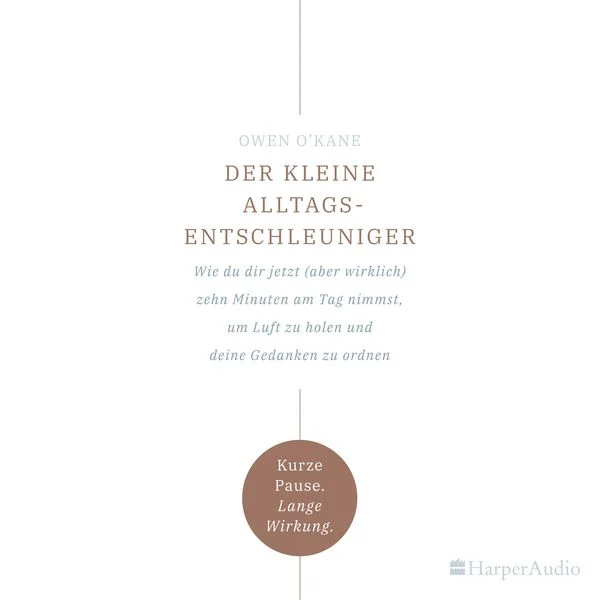 OWEN O'KANE
DER KLEINE
ALLTAGS-
ENTSCHLEUNIGER
Wie du dir jetzt (aber wirklich)
zehn Minuten am Tag nimmst,
um Luft zu holen und
deine Gedanken zu ordnen
Kurze
Pause.
Lange
Wirkung.
HarperAudio